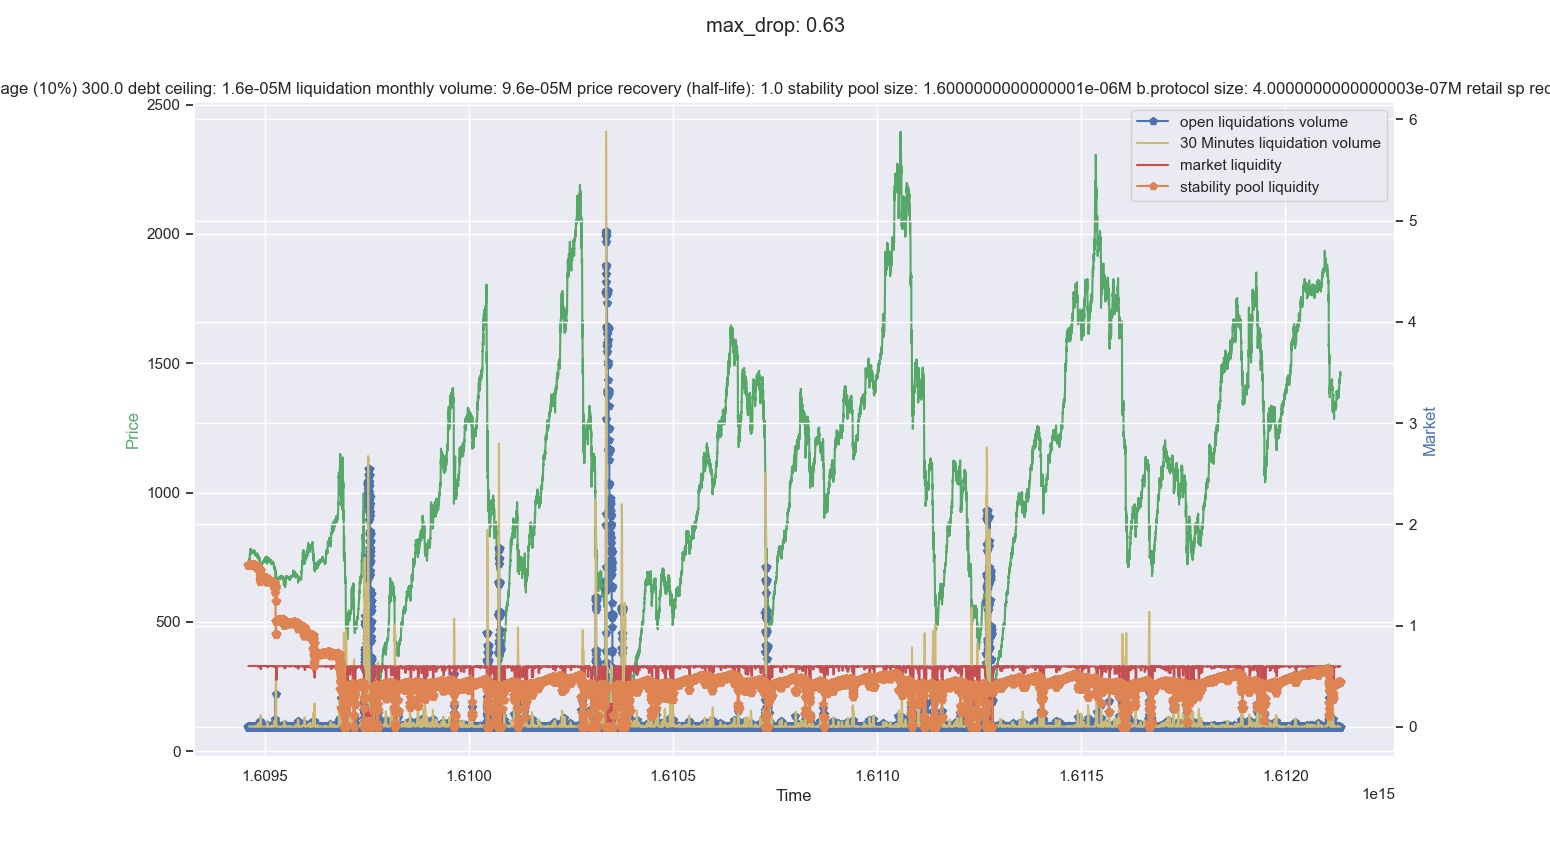 max_drop: 0.63
age (10%) 300.0 debt ceiling: 1.6e-05M liquidation monthly volume: 9.6e-05M price recovery (half-life): 1.0 stability pool size: 1.6000000000000001e-06M b.protocol size: 4.0000000000000003e-07M retail sp rec
open liquidations volume
30 Minutes liquidation volume
market liquidity
stability pool liquidity
2500
2000
1500
1000
500
0
Price
6
5
4
3
2
1
0
Market
1.6095
1.6100
1.6105
1.6110
1.6115
1.6120
1e15
Time